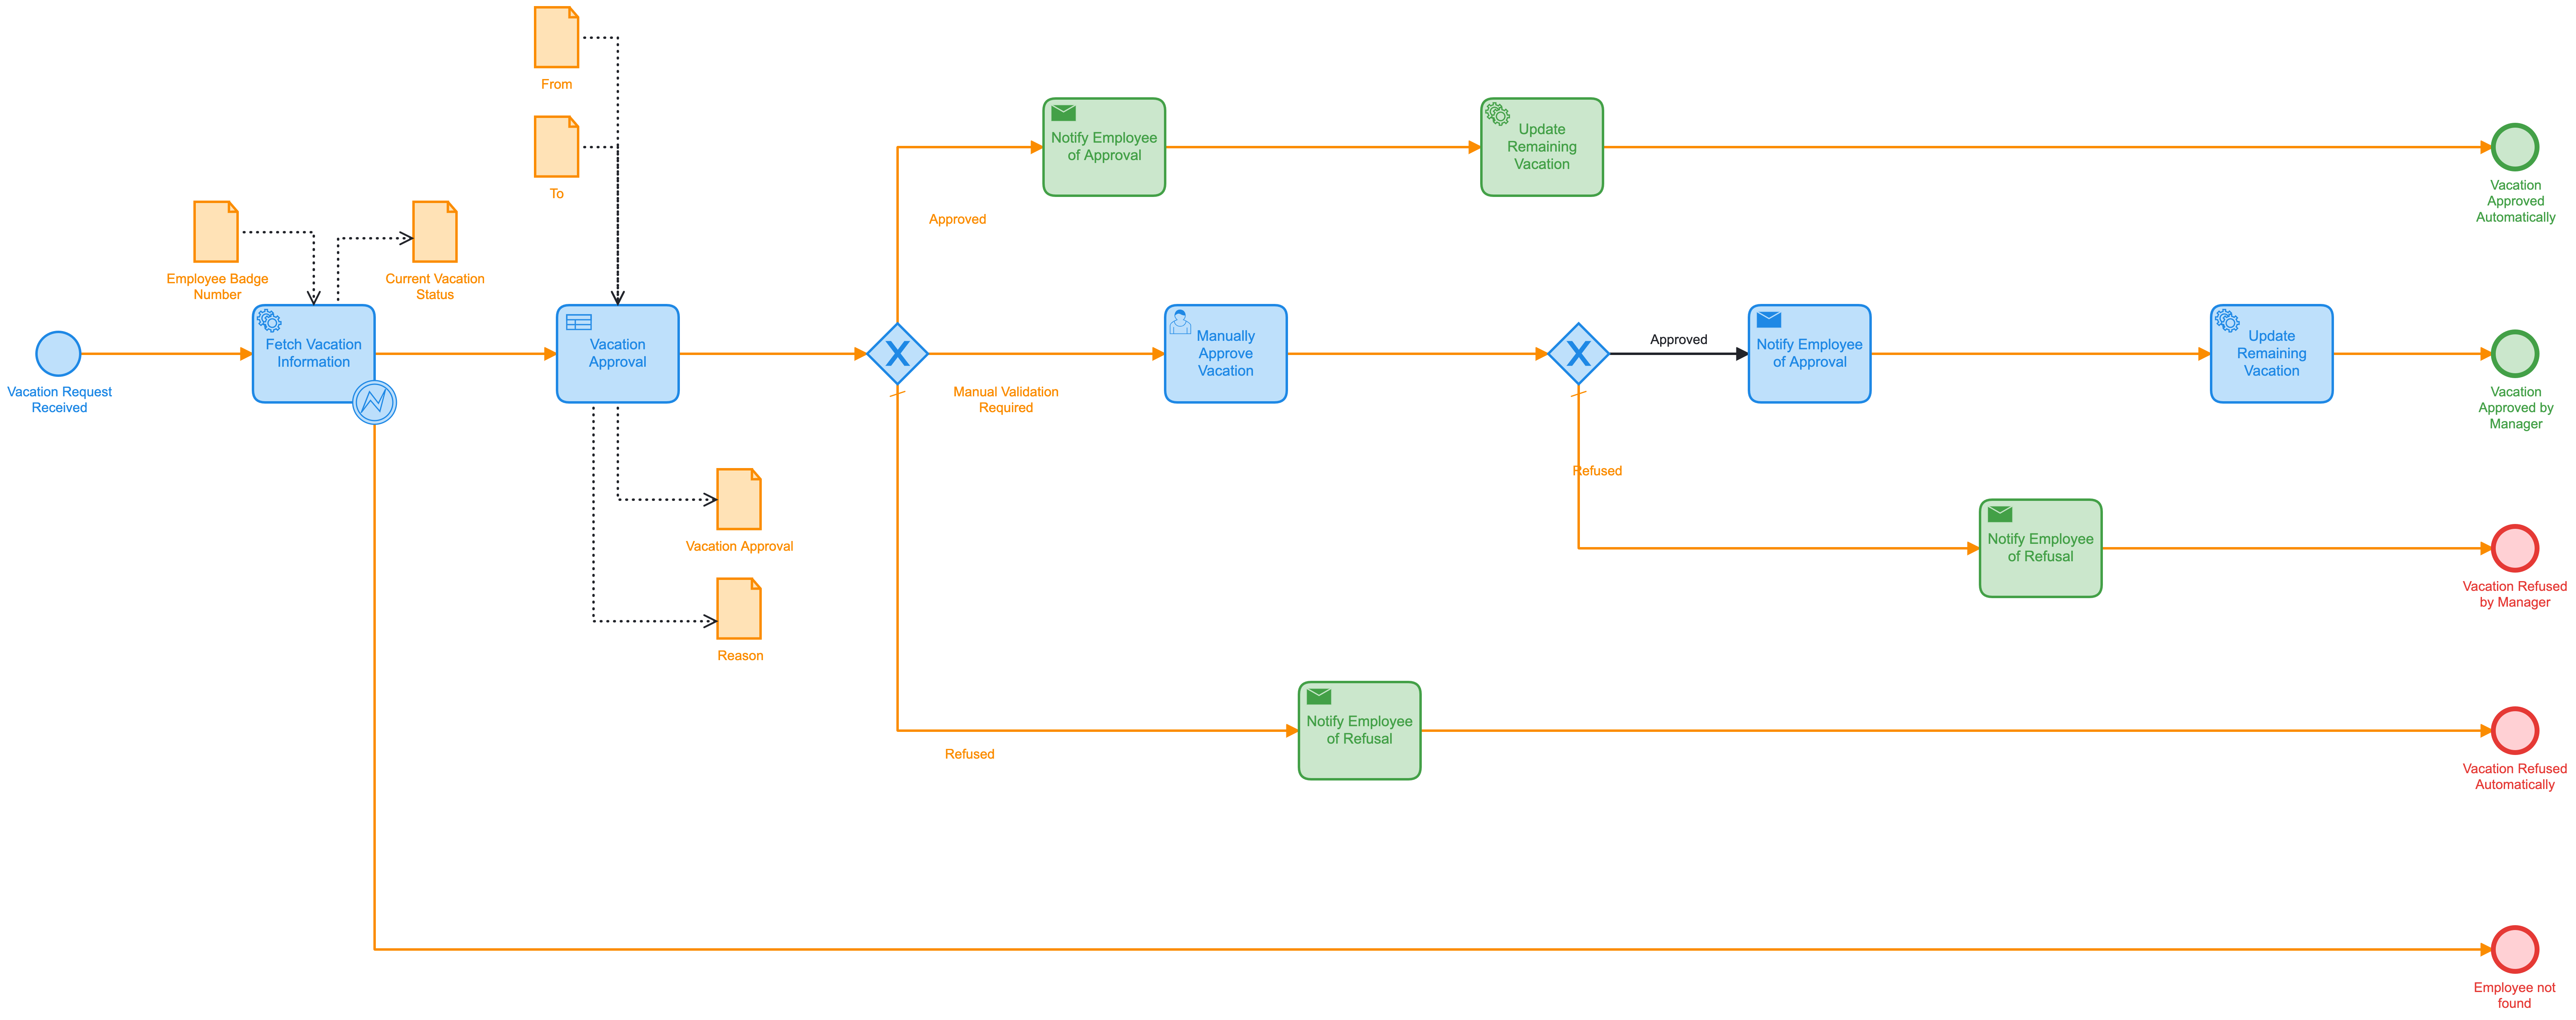 From
To
Notify Employee
of Approval
Update
Remaining
Vacation
Vacation
Approved
Automatically
Approved
Employee Badge
Number
Current Vacation
Status
Vacation Request
Received
Fetch Vacation
Information
Vacation
Approval
Manual Validation
Required
Manually
Approve
Vacation
Approved
Notify Employee
of Approval
Update
Remaining
Vacation
Vacation
Approved by
Manager
Refused
Vacation Approval
Notify Employee
of Refusal
Vacation Refused
by Manager
Reason
Refused
Notify Employee
of Refusal
Vacation Refused
Automatically
Employee not
found